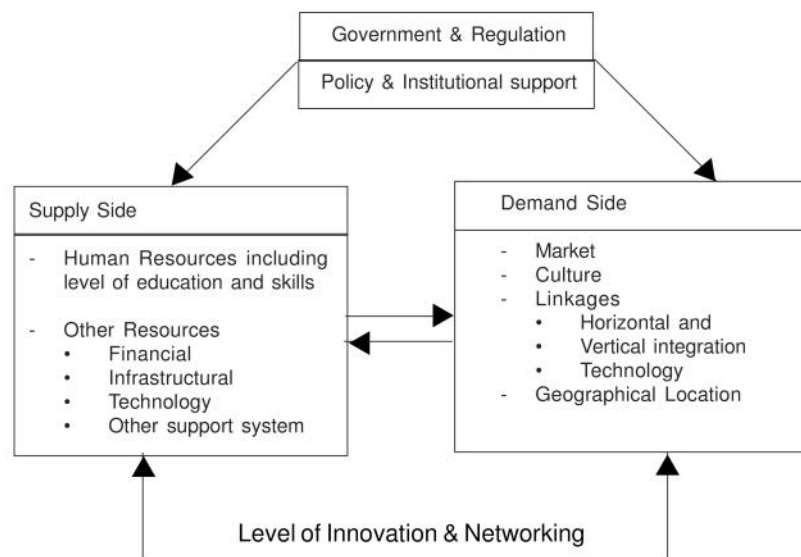 Government & Regulation
Policy & Institutional support
Supply Side
- Human Resources including
level of education and skills
- Other Resources
• Financial
• Infrastructural
• Technology
• Other support system
Demand Side
- Market
- Culture
- Linkages
• Horizontal and
• Vertical integration
• Technology
- Geographical Location
Level of Innovation & Networking